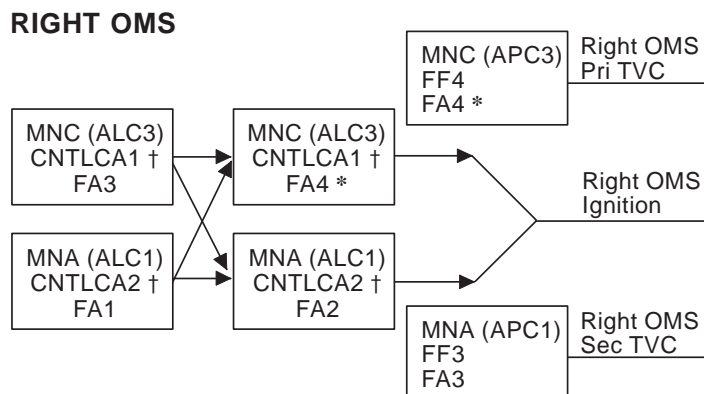 RIGHT OMS
MNC (APC3)
FF4
FA4 *
Right OMS
Pri TVC
MNC (ALC3)
CNTLCA1 †
FA3
MNC (ALC3)
CNTLCA1 †
FA4 *
Right OMS
Ignition
MNA (ALC1)
CNTLCA2 †
FA1
MNA (ALC1)
CNTLCA2 †
FA2
MNA (APC1)
FF3
FA3
Right OMS
Sec TVC